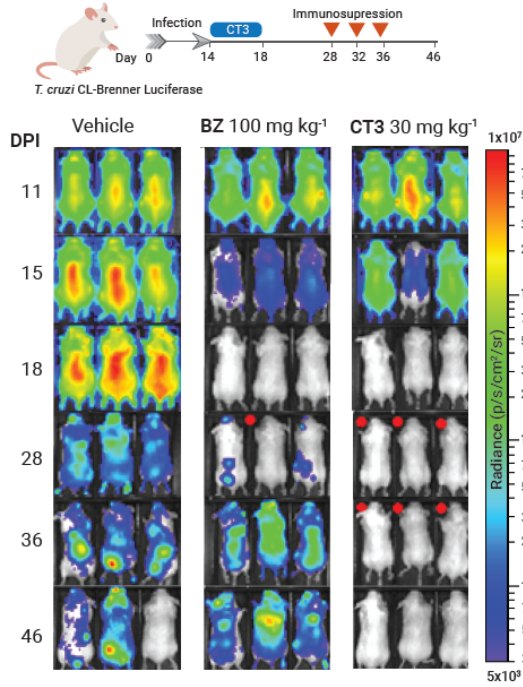 Infection
CT3
Immunosupression
Day
0
14
18
28
32
36
46
T. cruzi CL-Brenner Luciferase
DPI
Vehicle
BZ 100 mg kg-1
CT3 30 mg kg-1
11
15
18
28
36
46
1x10⁷
Radiance (p/s/cm²/sr)
5x10³